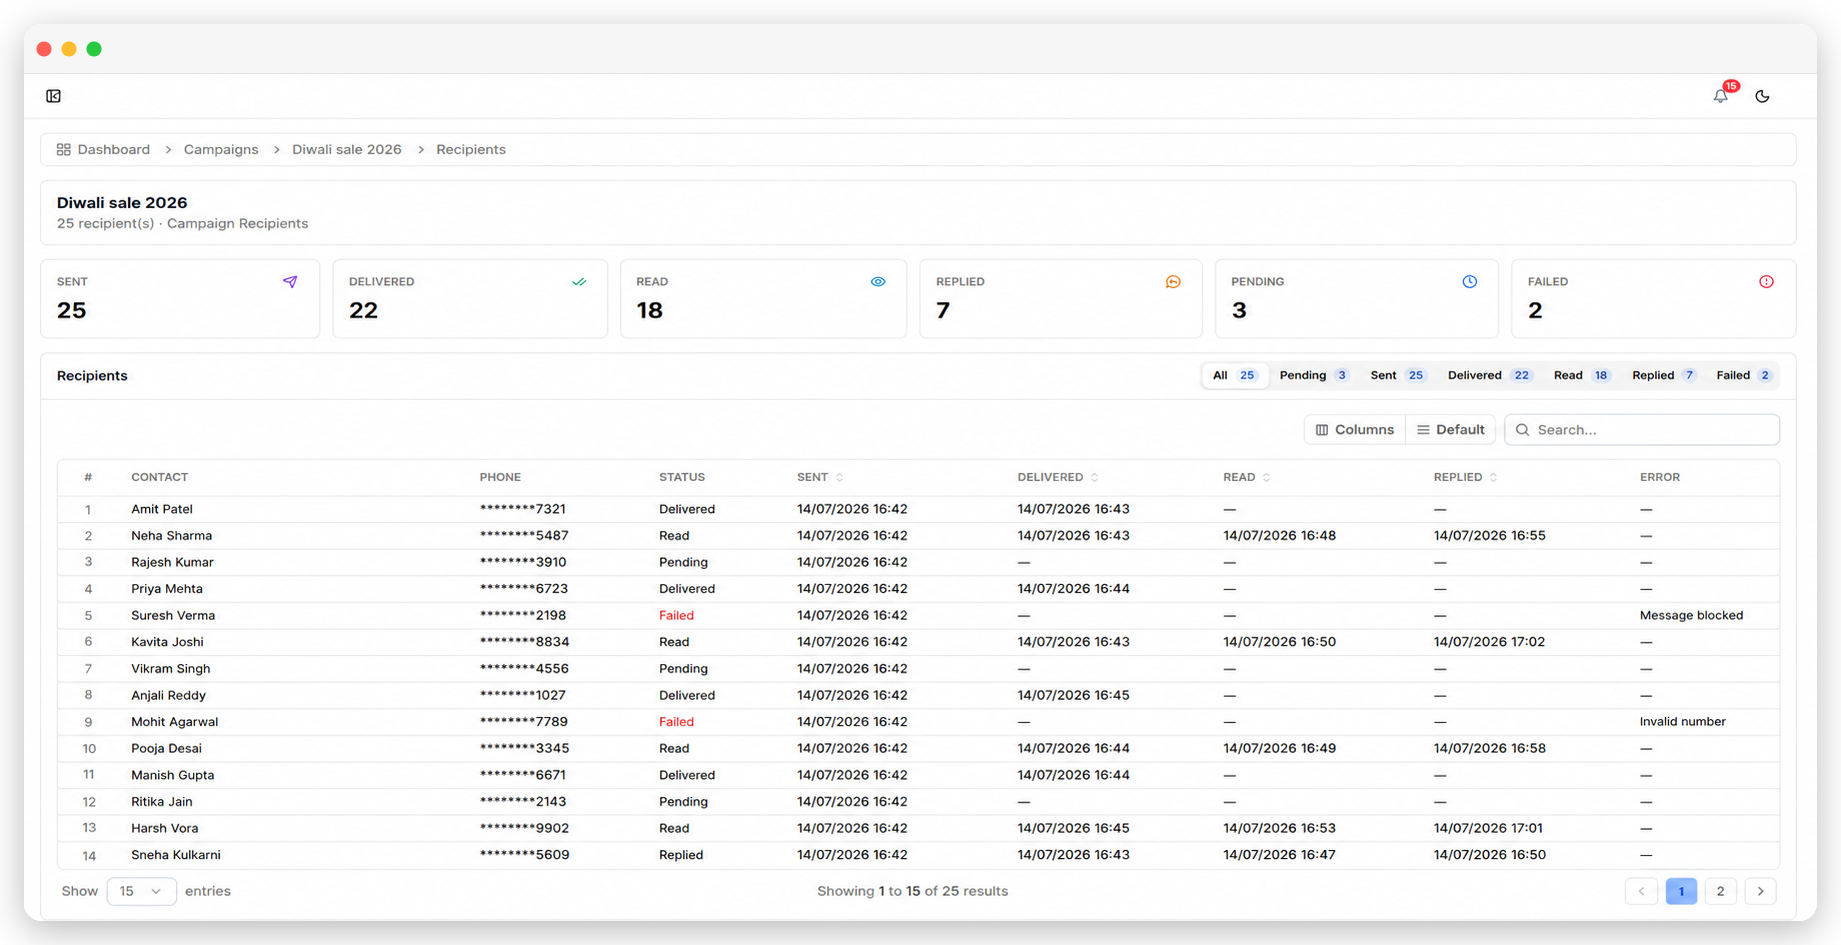 15
Dashboard > Campaigns > Diwali sale 2026 > Recipients
Diwali sale 2026
25 recipient(s) · Campaign Recipients
SENT
25
DELIVERED
22
READ
18
REPLIED
7
PENDING
3
FAILED
2
Recipients
All 25 Pending 3 Sent 25 Delivered 22 Read 18 Replied 7 Failed 2
Columns Default Search...
# CONTACT PHONE STATUS SENT DELIVERED READ REPLIED ERROR
1 Amit Patel ********7321 Delivered 14/07/2026 16:42 14/07/2026 16:43 — — —
2 Neha Sharma ********5487 Read 14/07/2026 16:42 14/07/2026 16:43 14/07/2026 16:48 14/07/2026 16:55 —
3 Rajesh Kumar ********3910 Pending 14/07/2026 16:42 — — — —
4 Priya Mehta ********6723 Delivered 14/07/2026 16:42 14/07/2026 16:44 — — —
5 Suresh Verma ********2198 Failed 14/07/2026 16:42 — — — Message blocked
6 Kavita Joshi ********8834 Read 14/07/2026 16:42 14/07/2026 16:43 14/07/2026 16:50 14/07/2026 17:02 —
7 Vikram Singh ********4556 Pending 14/07/2026 16:42 — — — —
8 Anjali Reddy ********1027 Delivered 14/07/2026 16:42 14/07/2026 16:45 — — —
9 Mohit Agarwal ********7789 Failed 14/07/2026 16:42 — — — Invalid number
10 Pooja Desai ********3345 Read 14/07/2026 16:42 14/07/2026 16:44 14/07/2026 16:49 14/07/2026 16:58 —
11 Manish Gupta ********6671 Delivered 14/07/2026 16:42 14/07/2026 16:44 — — —
12 Ritika Jain ********2143 Pending 14/07/2026 16:42 — — — —
13 Harsh Vora ********9902 Read 14/07/2026 16:42 14/07/2026 16:45 14/07/2026 16:53 14/07/2026 17:01 —
14 Sneha Kulkarni ********5609 Replied 14/07/2026 16:42 14/07/2026 16:43 14/07/2026 16:47 14/07/2026 16:50 —
Show 15 entries Showing 1 to 15 of 25 results < 1 2 >